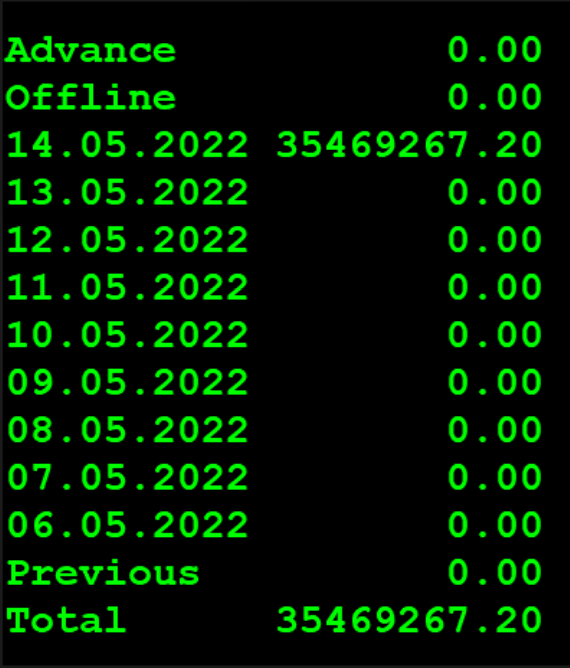 Advance 0.00
Offline 0.00
14.05.2022 35469267.20
13.05.2022 0.00
12.05.2022 0.00
11.05.2022 0.00
10.05.2022 0.00
09.05.2022 0.00
08.05.2022 0.00
07.05.2022 0.00
06.05.2022 0.00
Previous 0.00
Total 35469267.20